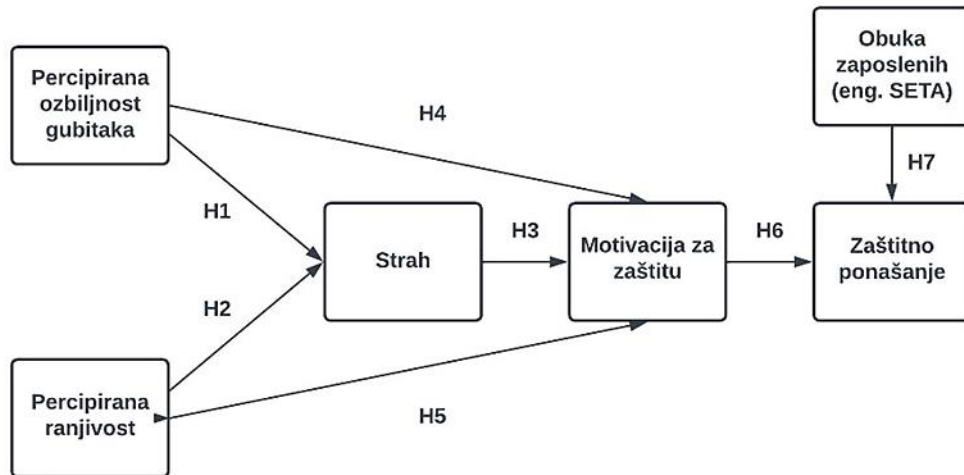 Percipirana
ozbiljnost
gubitaka
H4
Obuka
zaposlenih
(eng. SETA)
H7
H1
Strah
H3
Motivacija za
zaštitu
H6
Zaštitno
ponašanje
H2
Percipirana
ranjivost
H5